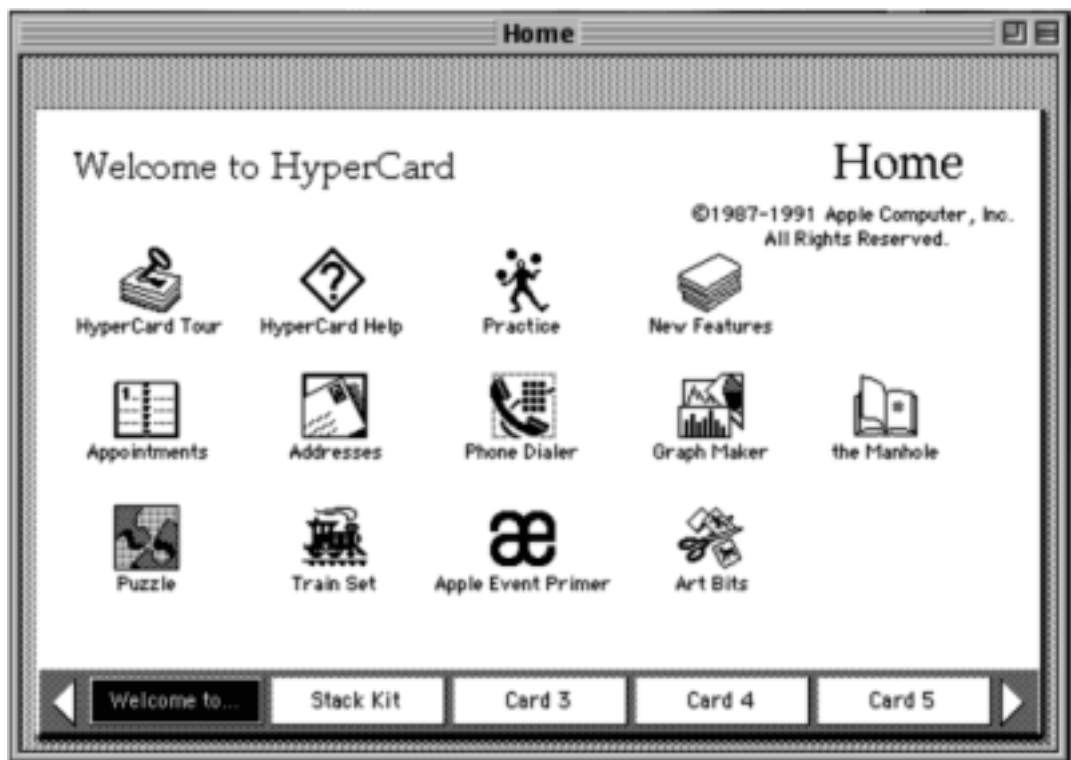 Home
Welcome to HyperCard
Home
©1987-1991 Apple Computer, Inc.
All Rights Reserved.
HyperCard Tour
HyperCard Help
Practice
New Features
1.
Appointments
Addresses
Phone Dialer
Graph Maker
the Manhole
æ
Puzzle
Train Set
Apple Event Primer
Art Bits
Welcome to...
Stack Kit
Card 3
Card 4
Card 5